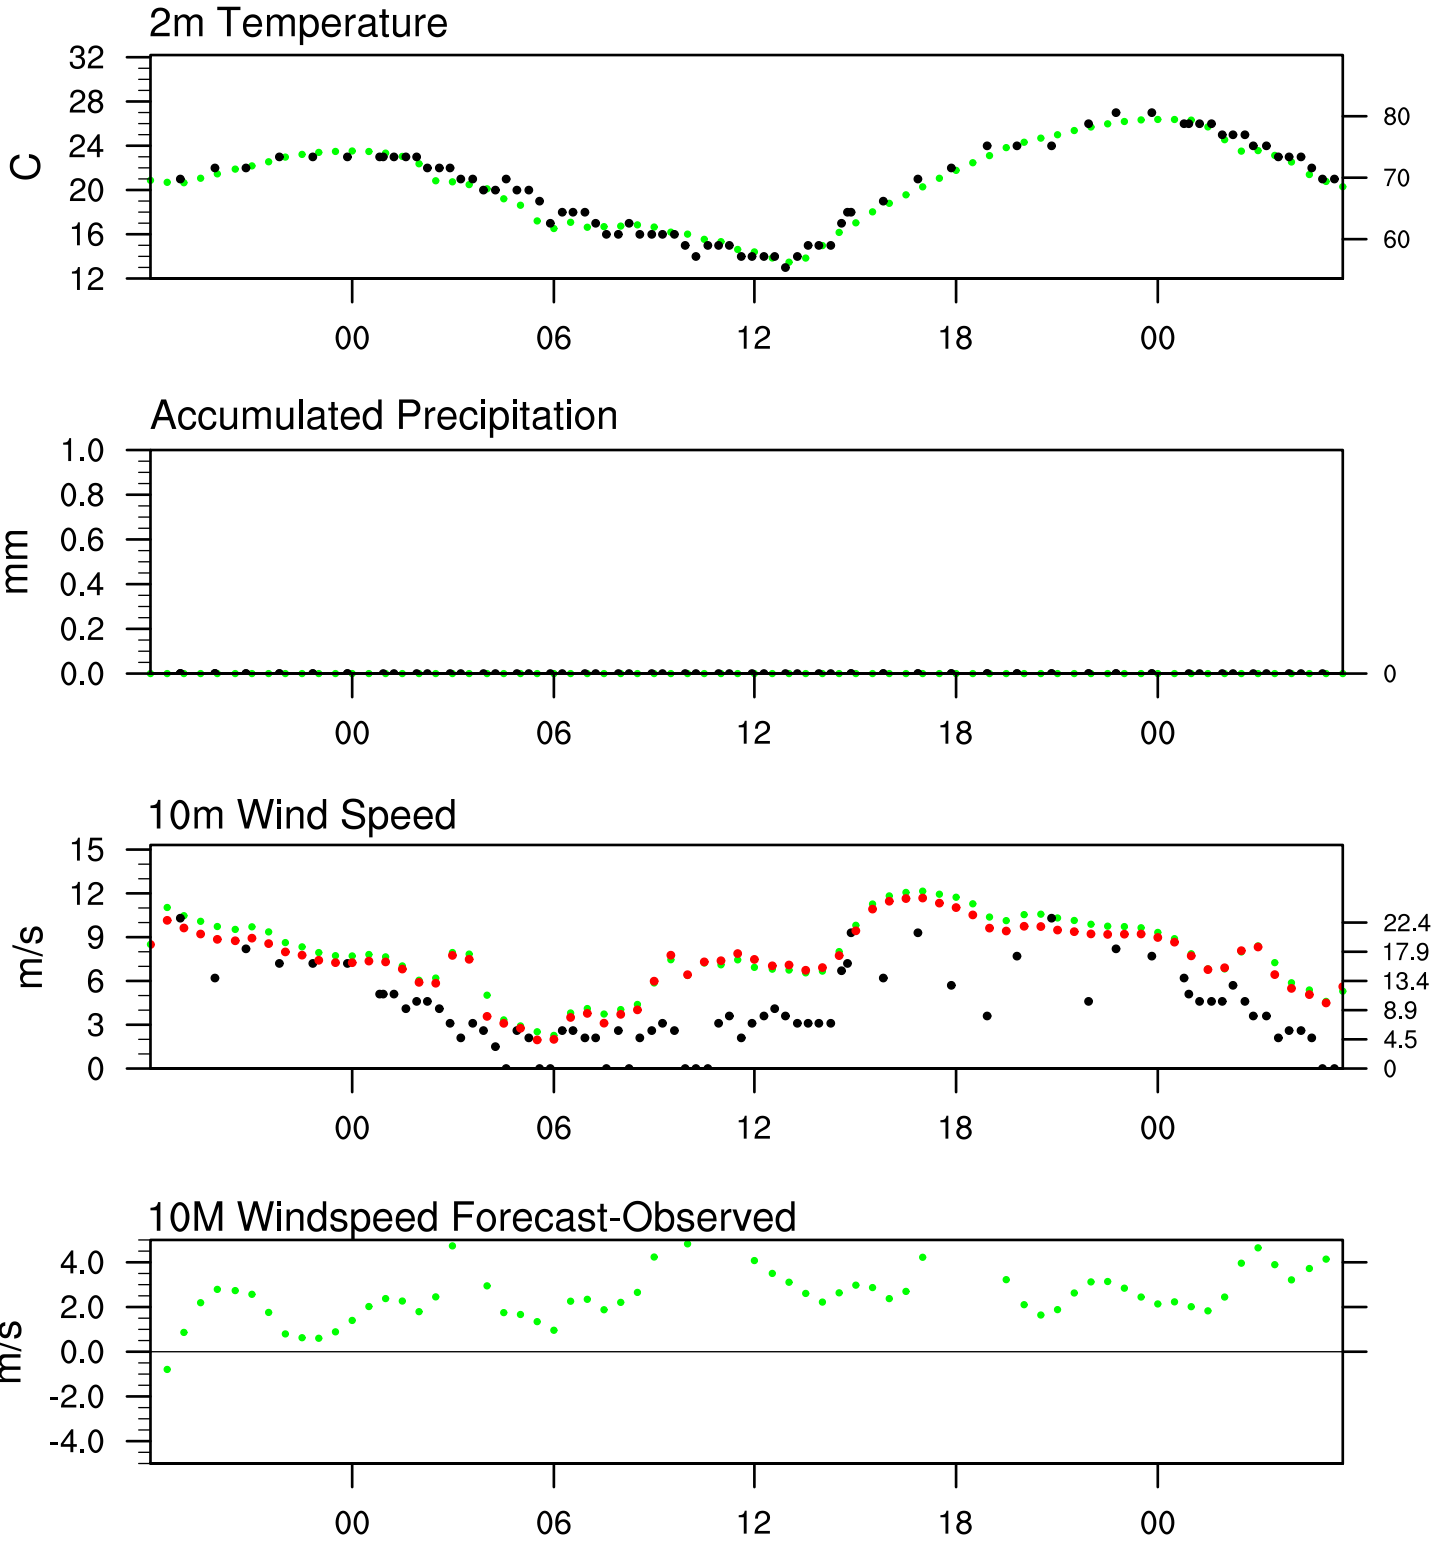 2m Temperature
32
28
24
20
16
12
C
80
70
60
00 06 12 18 00
Accumulated Precipitation
1.0
0.8
0.6
0.4
0.2
0.0
mm
0
00 06 12 18 00
10m Wind Speed
15
12
9
6
3
0
m/s
22.4
17.9
13.4
8.9
4.5
0
00 06 12 18 00
10M Windspeed Forecast-Observed
4.0
2.0
0.0
-2.0
-4.0
m/s
00 06 12 18 00